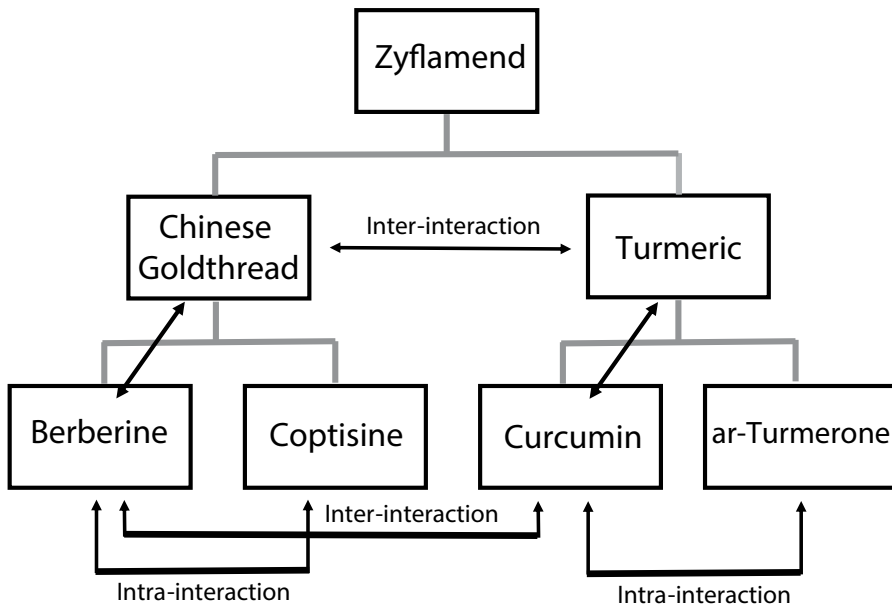 Zyflamend
Chinese
Goldthread
Inter-interaction
Turmeric
Berberine
Coptisine
Curcumin
ar-Turmerone
Inter-interaction
Intra-interaction
Intra-interaction